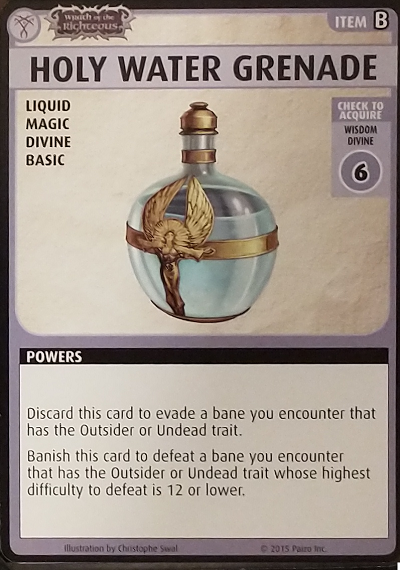 Wrath of the
Righteous
ITEM B
HOLY WATER GRENADE
LIQUID
MAGIC
DIVINE
BASIC
CHECK TO
ACQUIRE
WISDOM
DIVINE
6
POWERS
Discard this card to evade a bane you encounter that
has the Outsider or Undead trait.
Banish this card to defeat a bane you encounter
that has the Outsider or Undead trait whose highest
difficulty to defeat is 12 or lower.
Illustration by Christophe Swal
© 2015 Paizo Inc.